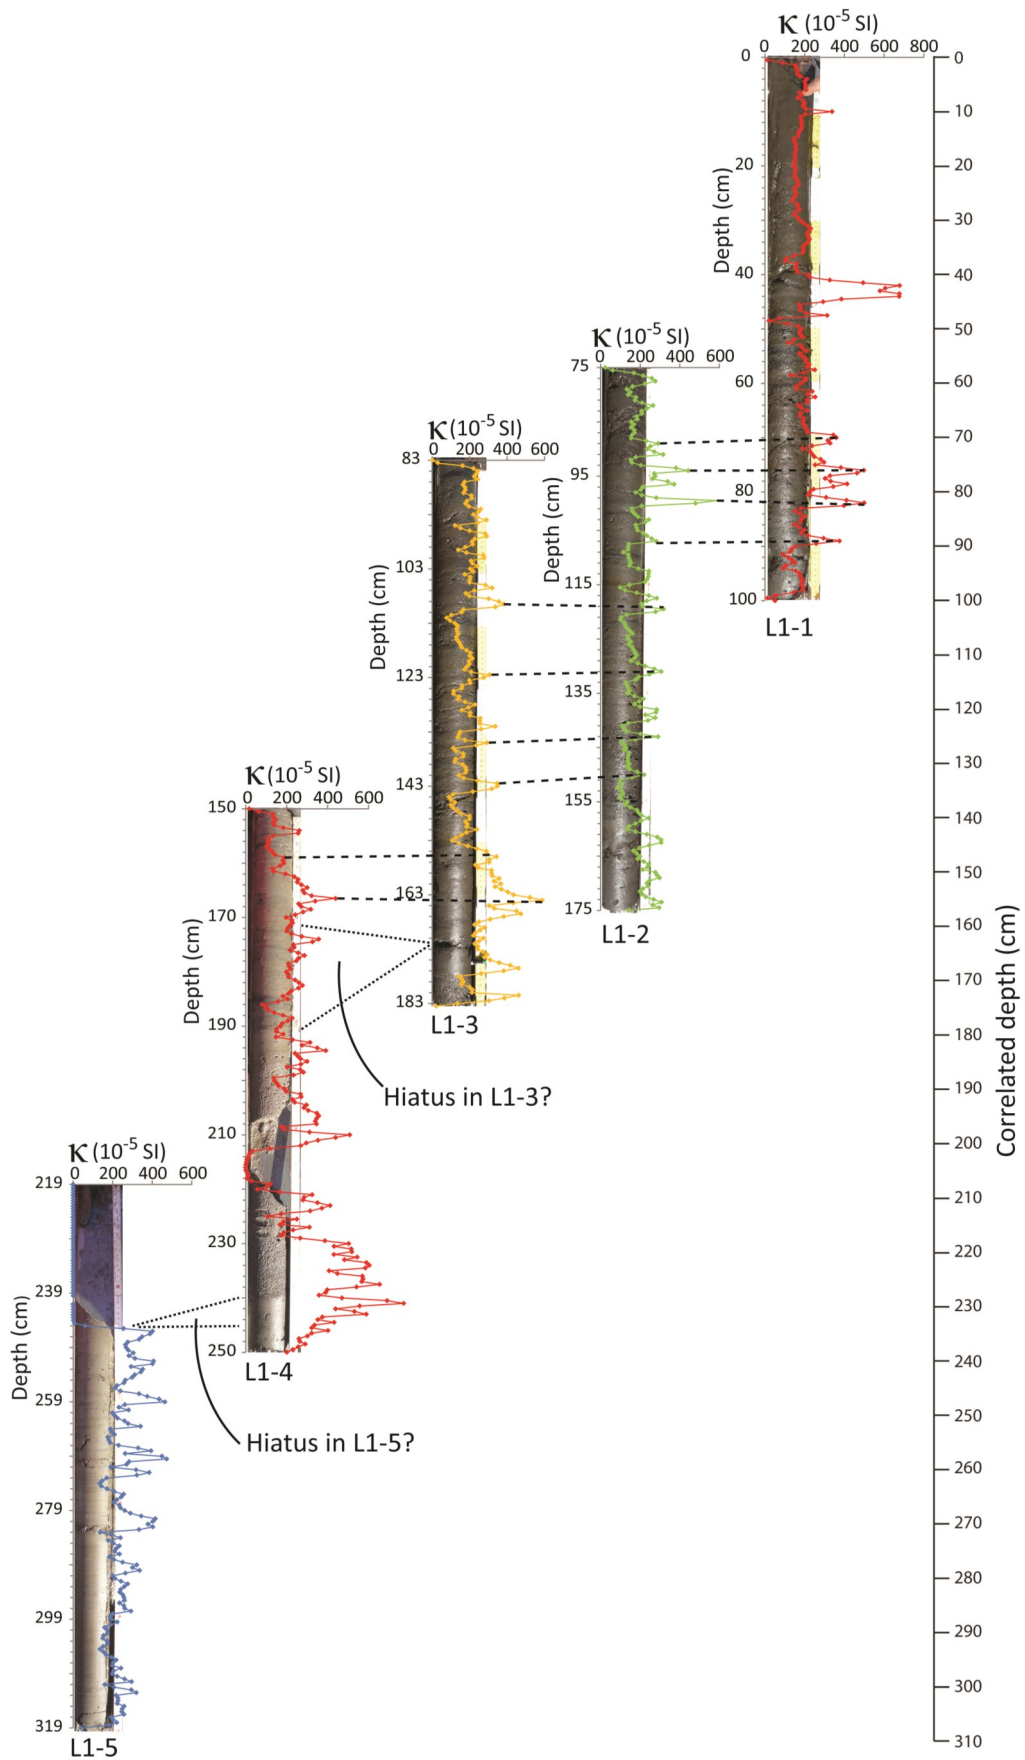 κ (10-5 SI)
0 200 400 600 800
0
20
40
60
80
100
Depth (cm)
L1-1
κ (10-5 SI)
0 200 400 600
75
95
115
135
155
175
Depth (cm)
L1-2
κ (10-5 SI)
0 200 400 600
83
103
123
143
163
183
Depth (cm)
L1-3
Hiatus in L1-3?
κ (10-5 SI)
0 200 400 600
150
170
190
210
230
250
Depth (cm)
L1-4
κ (10-5 SI)
0 200 400 600
219
239
259
279
299
319
Depth (cm)
L1-5
Hiatus in L1-5?
0
10
20
30
40
50
60
70
80
90
100
110
120
130
140
150
160
170
180
190
200
210
220
230
240
250
260
270
280
290
300
310
Correlated depth (cm)